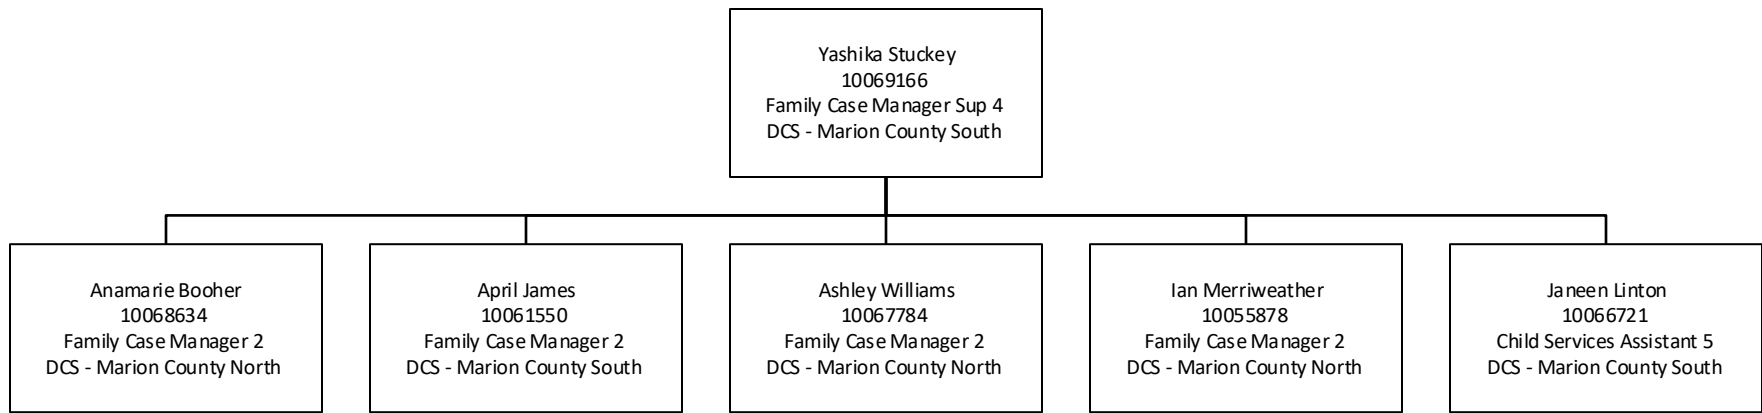 Yashika Stuckey
10069166
Family Case Manager Sup 4
DCS - Marion County South
Anamarie Booher
10068634
Family Case Manager 2
DCS - Marion County North
April James
10061550
Family Case Manager 2
DCS - Marion County South
Ashley Williams
10067784
Family Case Manager 2
DCS - Marion County North
Ian Merriweather
10055878
Family Case Manager 2
DCS - Marion County North
Janeen Linton
10066721
Child Services Assistant 5
DCS - Marion County South